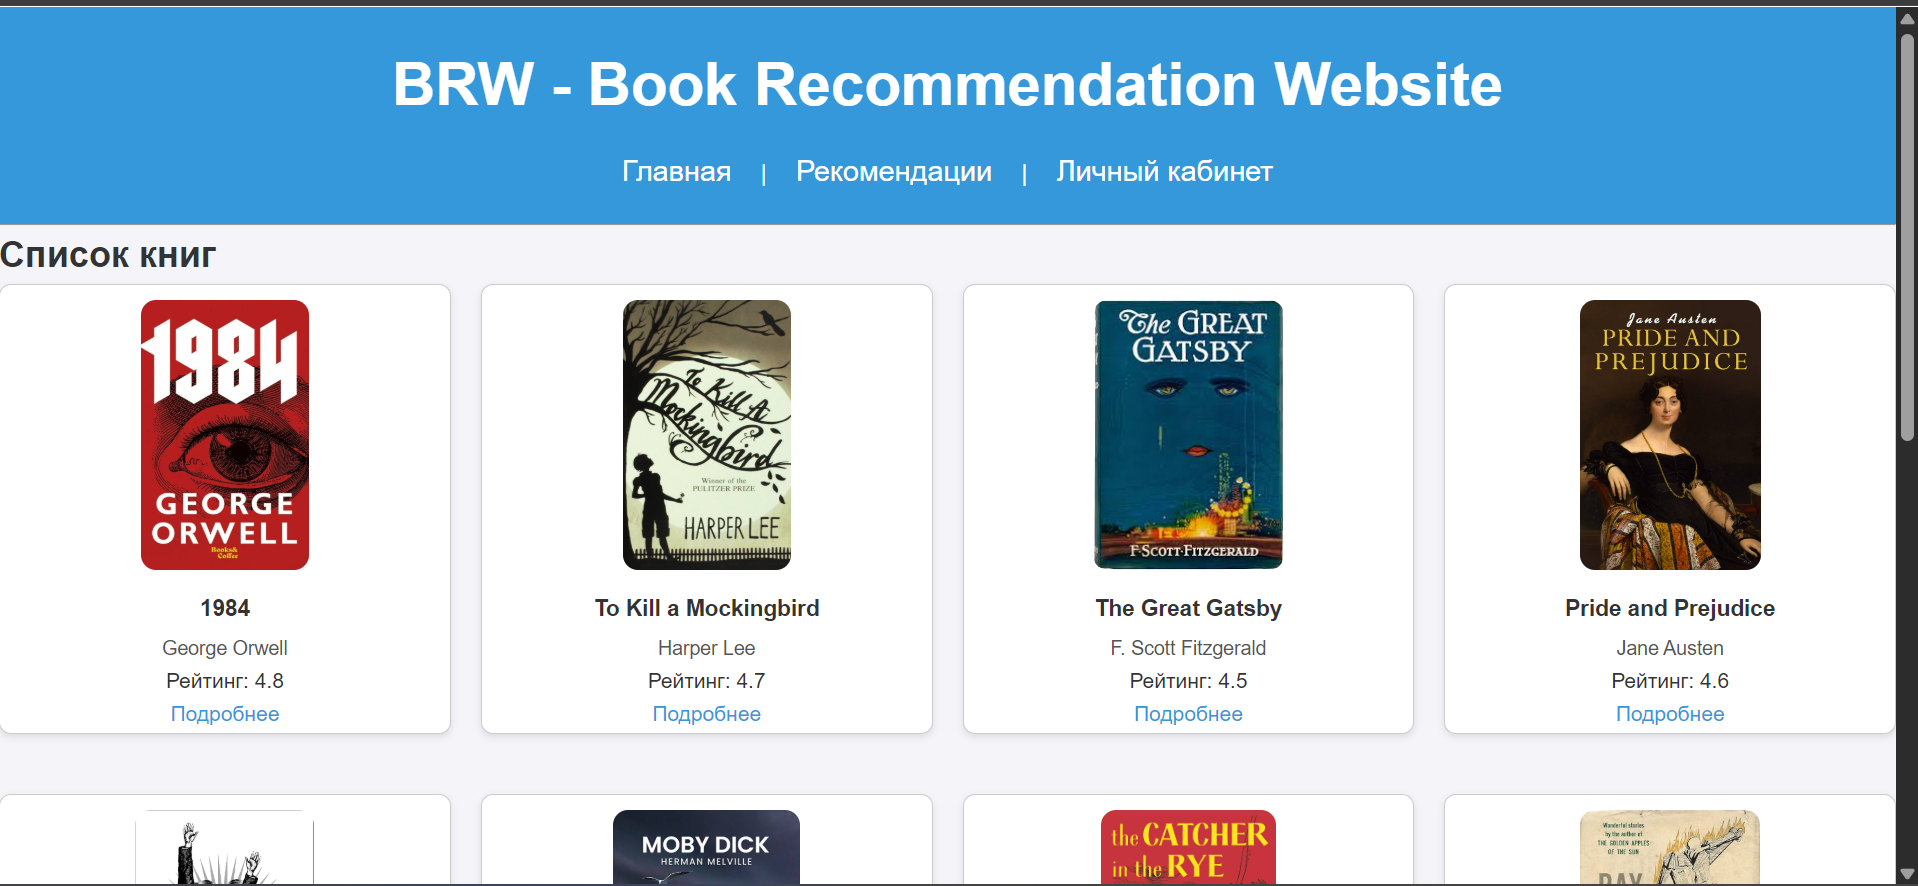 BRW - Book Recommendation Website
Главная | Рекомендации | Личный кабинет
Список книг
1984
GEORGE
ORWELL
Books&
Coffee
1984
George Orwell
Рейтинг: 4.8
Подробнее
To Kill A
Mockingbird
Winner of the
PULITZER PRIZE
HARPER LEE
To Kill a Mockingbird
Harper Lee
Рейтинг: 4.7
Подробнее
The GREAT
GATSBY
F·SCOTT·FITZGERALD
The Great Gatsby
F. Scott Fitzgerald
Рейтинг: 4.5
Подробнее
Jane Austen
PRIDE AND
PREJUDICE
Pride and Prejudice
Jane Austen
Рейтинг: 4.6
Подробнее
MOBY DICK
HERMAN MELVILLE
the CATCHER
in the RYE
Wonderful stories
by the author of
THE GOLDEN APPLES
OF THE SUN
RAY